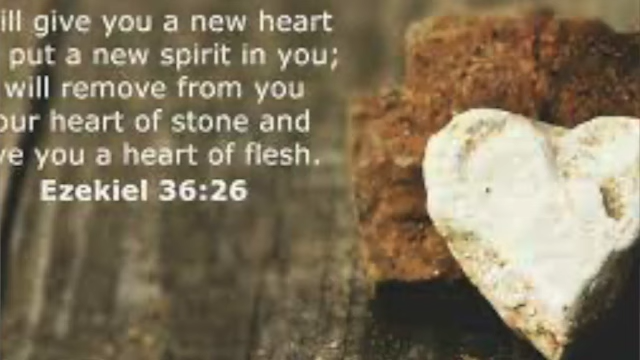 ill give you a new heart
put a new spirit in you;
will remove from you
our heart of stone and
ve you a heart of flesh.
Ezekiel 36:26